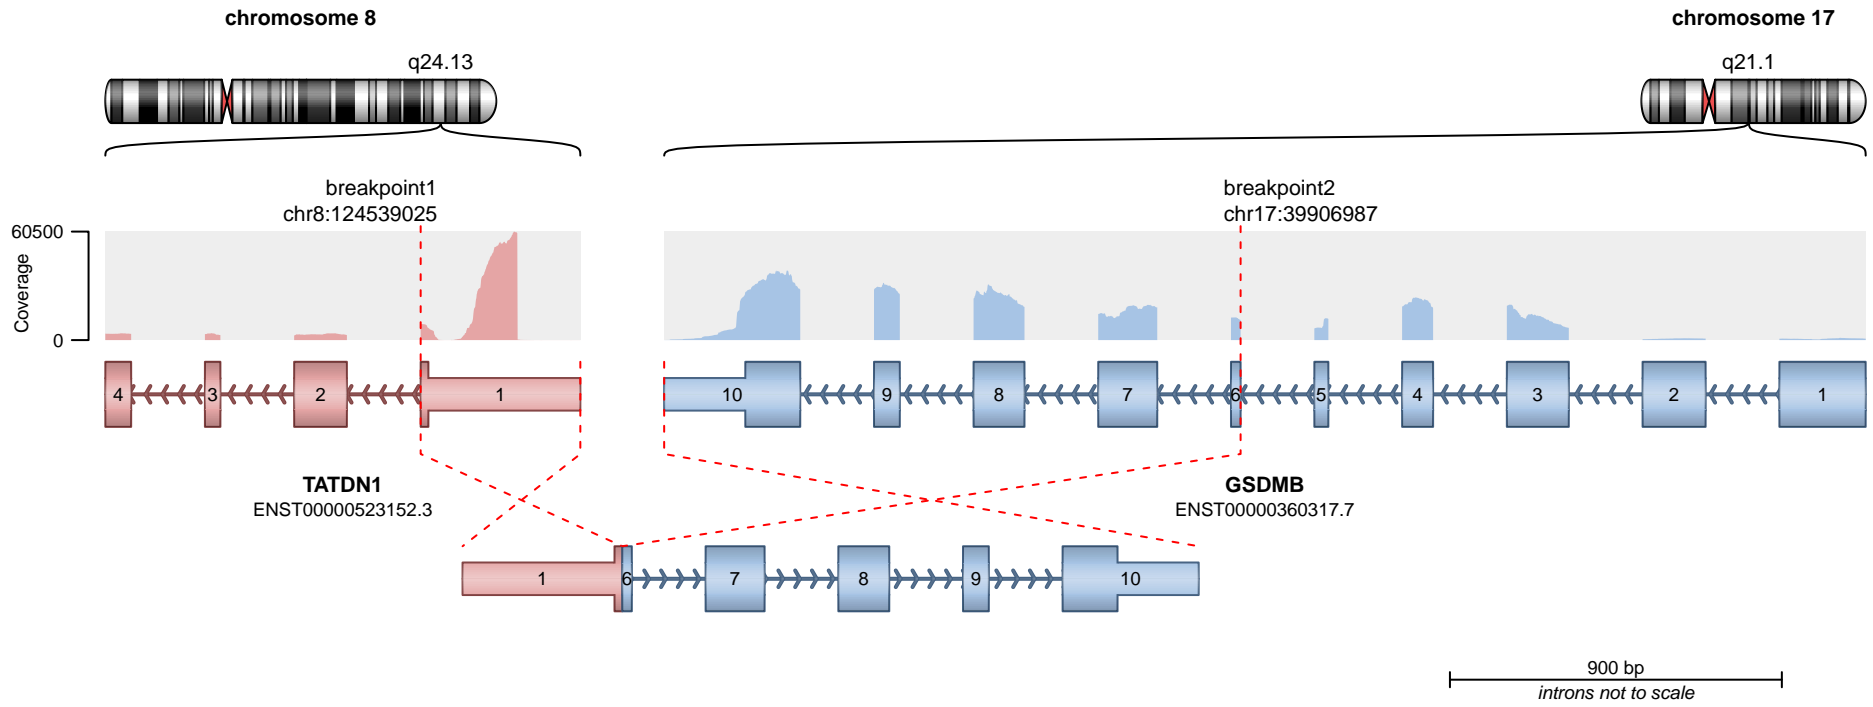 chromosome 8
chromosome 17
q24.13
q21.1
breakpoint1
chr8:124539025
breakpoint2
chr17:39906987
60500
0
Coverage
4 3 2 1
10 9 8 7 6 5 4 3 2 1
TATDN1
ENST00000523152.3
GSDMB
ENST00000360317.7
1 6 7 8 9 10
900 bp
introns not to scale